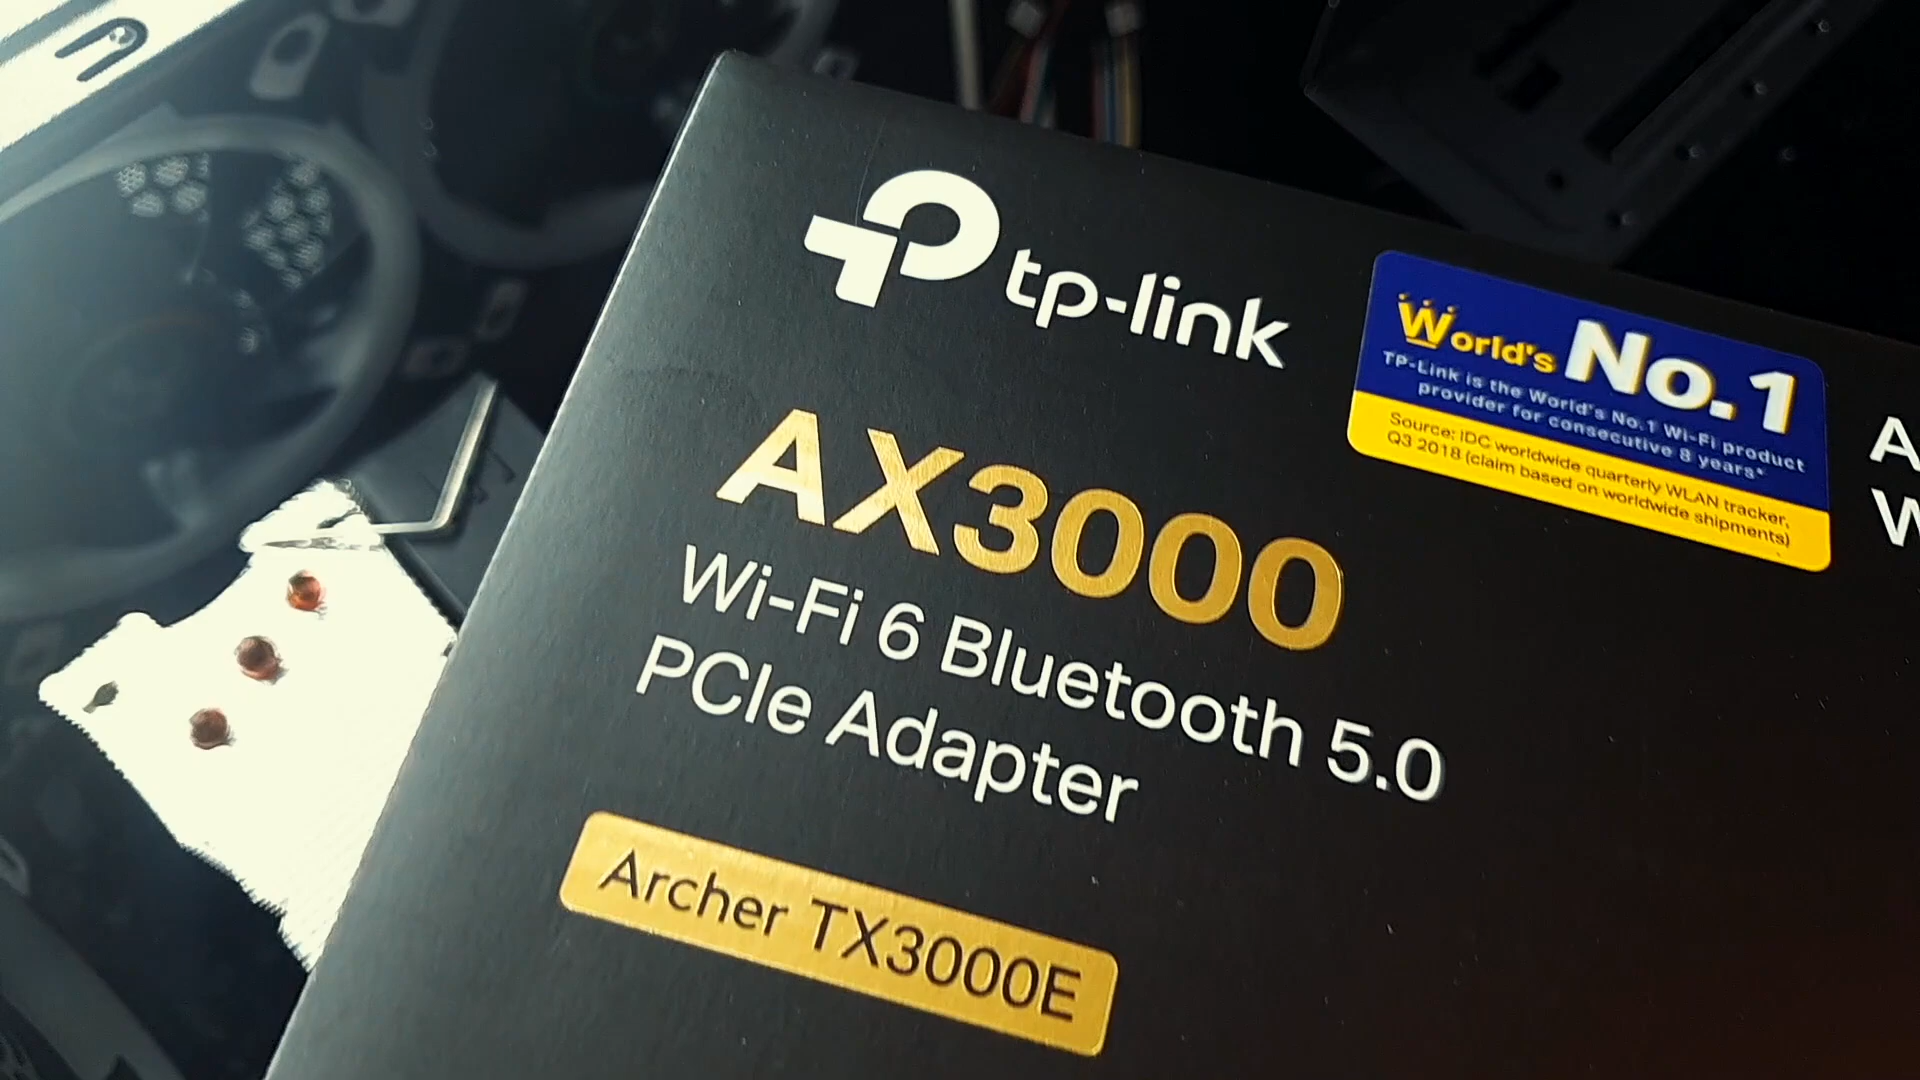 tp-link
World's No.1
TP-Link is the World's No.1 Wi-Fi product
provider for consecutive 8 years*
Source: IDC worldwide quarterly WLAN tracker,
Q3 2018 (claim based on worldwide shipments)
AX3000
Wi-Fi 6 Bluetooth 5.0
PCIe Adapter
Archer TX3000E